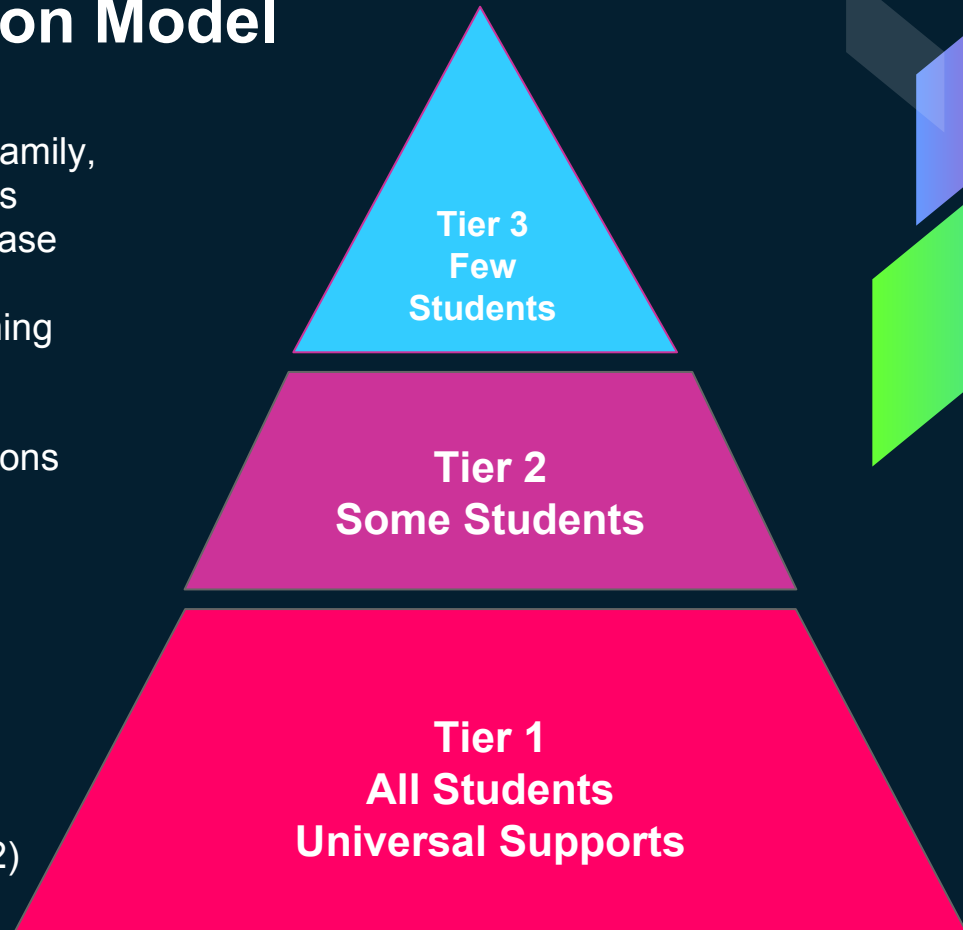 on Model
amily,
s
ase
ning
ons
2)
Tier 3
Few
Students
Tier 2
Some Students
Tier 1
All Students
Universal Supports